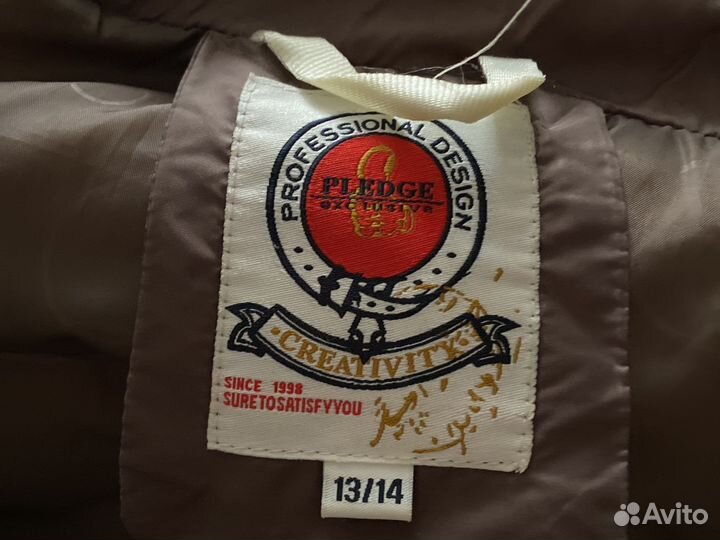 PROFESSIONAL DESIGN
PLEDGE
exclusive
·CREATIVITY·
SINCE 1998
SURETOSATISFYYOU
13/14
Avito